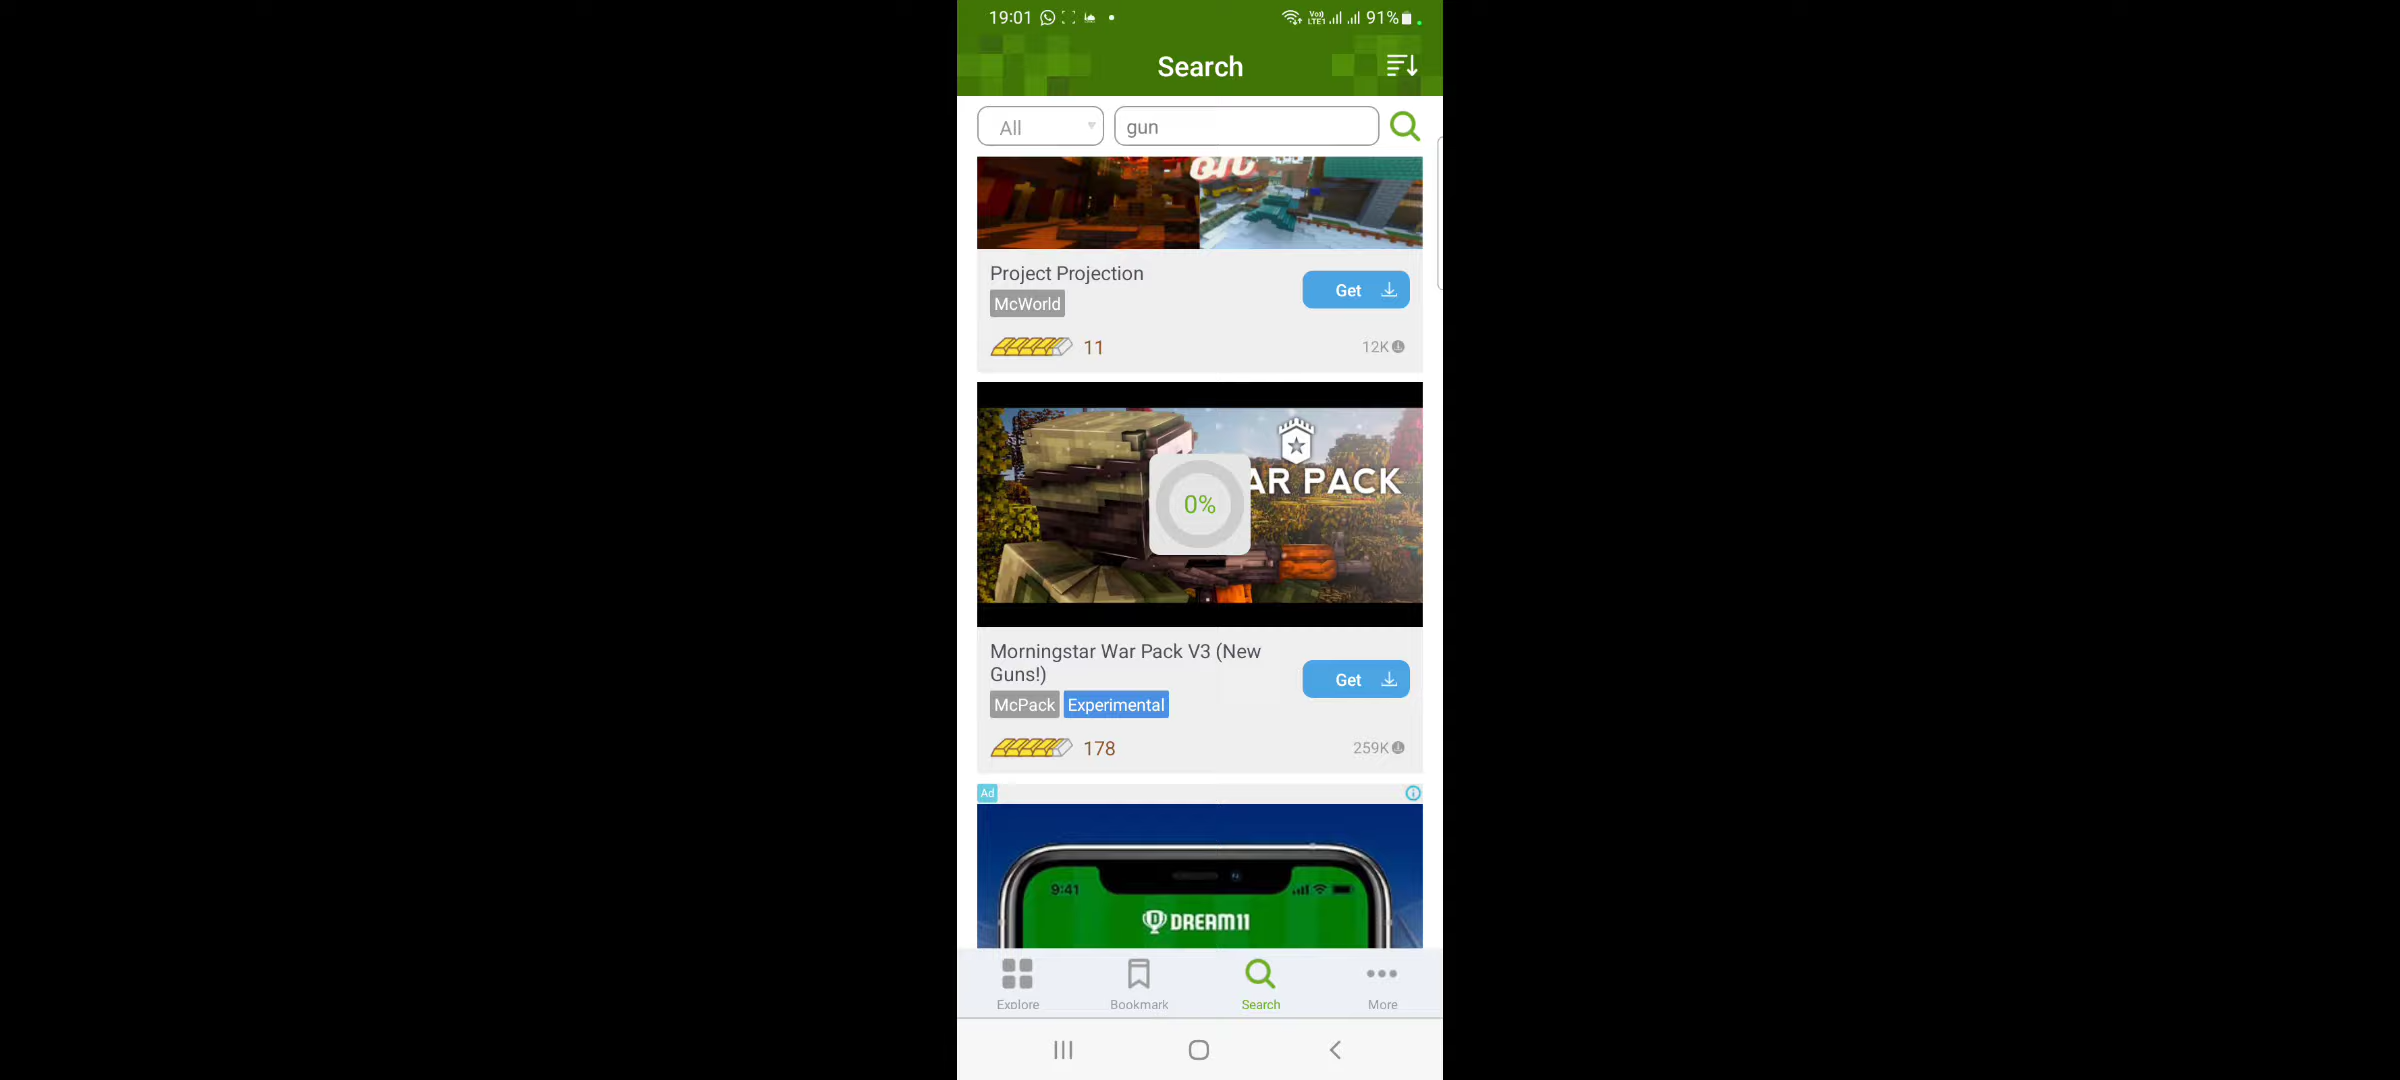 19:01
91%
Search
All
gun
Project Projection
Get
McWorld
11
12K
AR PACK
0%
Morningstar War Pack V3 (New
Guns!)
Get
McPack Experimental
178
259K
Ad
9:41
DREAM11
Explore
Bookmark
Search
More